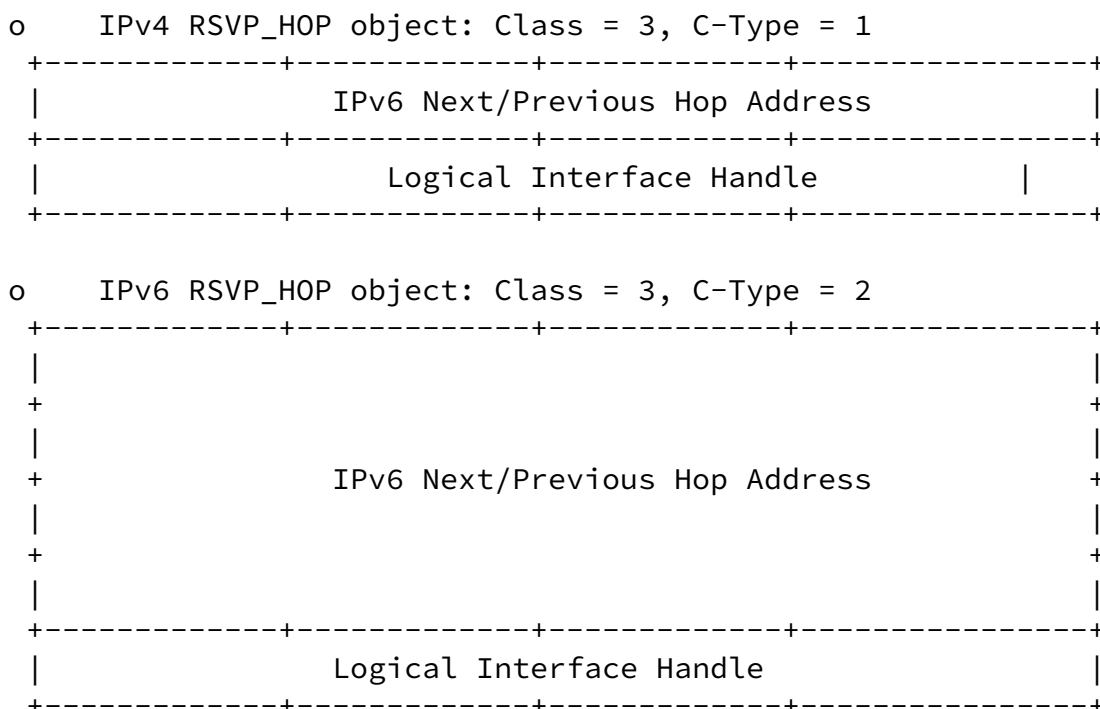 o IPv4 RSVP_HOP object: Class = 3, C-Type = 1
+-------------+-------------+-------------+----------------+
| IPv6 Next/Previous Hop Address |
+-------------+-------------+-------------+----------------+
| Logical Interface Handle |
+-------------+-------------+-------------+----------------+
o IPv6 RSVP_HOP object: Class = 3, C-Type = 2
+-------------+-------------+-------------+----------------+
| |
+ +
| |
+ IPv6 Next/Previous Hop Address +
| |
+ +
| |
+-------------+-------------+-------------+----------------+
| Logical Interface Handle |
+-------------+-------------+-------------+----------------+